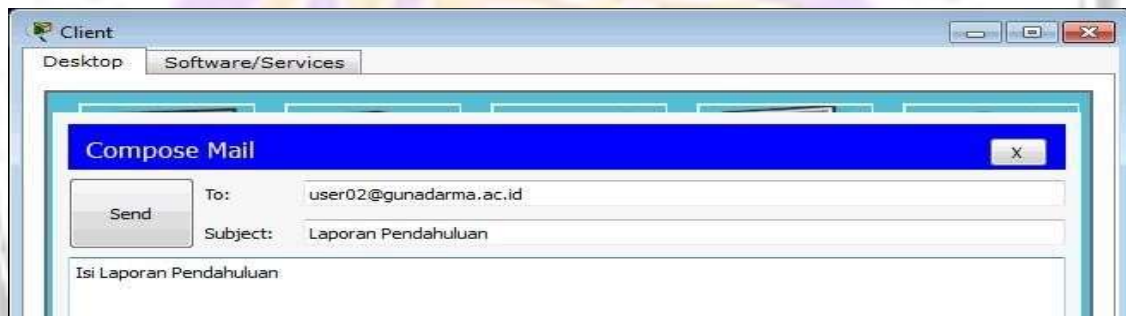 Client
Desktop Software/Services
Compose Mail X
To: user02@gunadarma.ac.id
Send
Subject: Laporan Pendahuluan
Isi Laporan Pendahuluan